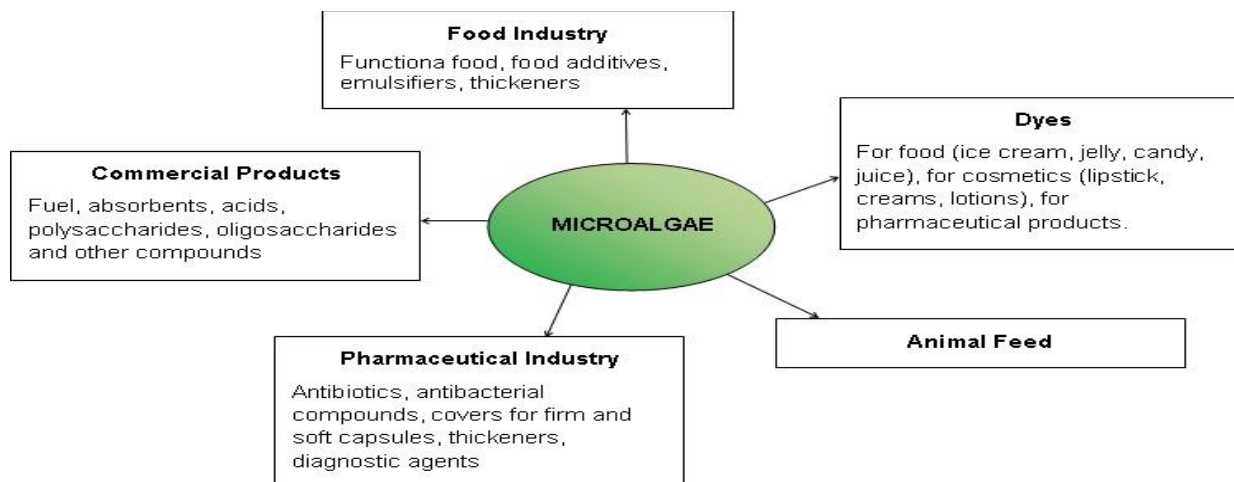 Food Industry
Functiona food, food additives,
emulsifiers, thickeners
Dyes
For food (ice cream, jelly, candy,
juice), for cosmetics (lipstick,
creams, lotions), for
pharmaceutical products.
Commercial Products
Fuel, absorbents, acids,
polysaccharides, oligosaccharides
and other compounds
MICROALGAE
Animal Feed
Pharmaceutical Industry
Antibiotics, antibacterial
compounds, covers for firm and
soft capsules, thickeners,
diagnostic agents